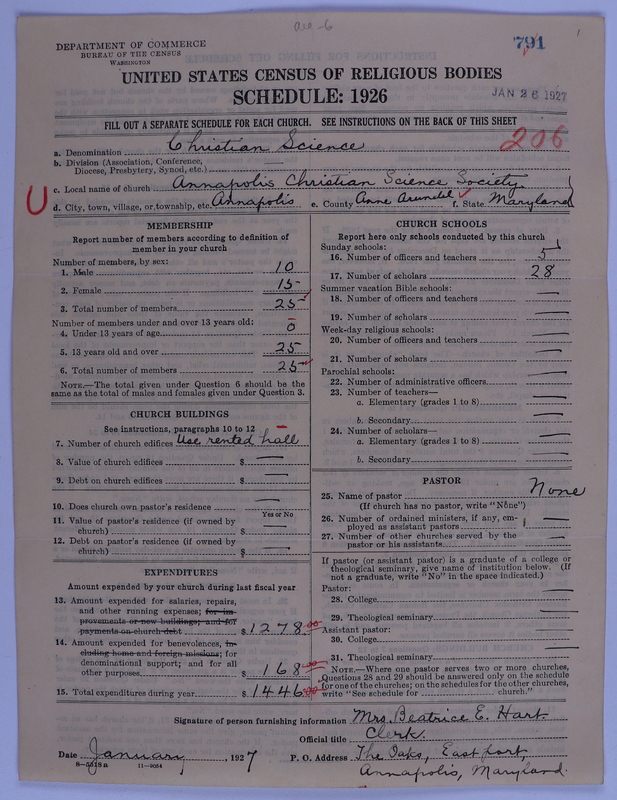 Dec-6
791
DEPARTMENT OF COMMERCE
BUREAU OF THE CENSUS
WASHINGTON
UNITED STATES CENSUS OF RELIGIOUS BODIES
SCHEDULE: 1926
JAN 26 1927
FILL OUT A SEPARATE SCHEDULE FOR EACH CHURCH. SEE INSTRUCTIONS ON THE BACK OF THIS SHEET
206
a. Denomination Christian Science
b. Division (Association, Conference, Diocese, Presbytery, Synod, etc.)
c. Local name of church Annapolis Christian Science Society
U
d. City, town, village, or township, etc. Annapolis e. County Anne Arundel f. State Maryland
MEMBERSHIP
Report number of members according to definition of
member in your church
Number of members, by sex:
1. Male 10
2. Female 15
3. Total number of members 25
Number of members under and over 13 years old:
4. Under 13 years of age 0
5. 13 years old and over 25
6. Total number of members 25
NOTE.—The total given under Question 6 should be the
same as the total of males and females given under Question 3.
CHURCH BUILDINGS
See instructions, paragraphs 10 to 12
7. Number of church edifices Use rented hall
8. Value of church edifices $
9. Debt on church edifices $
10. Does church own pastor's residence
Yes or No
11. Value of pastor's residence (if owned by
church) $
12. Debt on pastor's residence (if owned by
church) $
EXPENDITURES
Amount expended by your church during last fiscal year
13. Amount expended for salaries, repairs,
and other running expenses; for im-
provements or new buildings; and for
payments on church debt $1278.00
14. Amount expended for benevolences, in-
cluding home and foreign missions; for
denominational support; and for all
other purposes $168.00
15. Total expenditures during year $1446.00
CHURCH SCHOOLS
Report here only schools conducted by this church
Sunday schools:
16. Number of officers and teachers 5
17. Number of scholars 28
Summer vacation Bible schools:
18. Number of officers and teachers
19. Number of scholars
Week-day religious schools:
20. Number of officers and teachers
21. Number of scholars
Parochial schools:
22. Number of administrative officers
23. Number of teachers—
a. Elementary (grades 1 to 8)
b. Secondary
24. Number of scholars—
a. Elementary (grades 1 to 8)
b. Secondary
PASTOR
25. Name of pastor None
(If church has no pastor, write "None")
26. Number of ordained ministers, if any, em-
ployed as assistant pastors
27. Number of other churches served by the
pastor or his assistants
If pastor (or assistant pastor) is a graduate of a college or
theological seminary, give name of institution below. (If
not a graduate, write "No" in the space indicated.)
Pastor:
28. College
29. Theological seminary
Assistant pastor:
30. College
31. Theological seminary
NOTE.—Where one pastor serves two or more churches,
Questions 28 and 29 should be answered only on the schedule
for one of the churches; on the schedules for the other churches,
write "See schedule for church."
Signature of person furnishing information Mrs. Beatrice E. Hart.
Official title Clerk.
Date January, 1927 P. O. Address The Oaks, Eastport,
8-5518a 11-2054
Annapolis, Maryland.